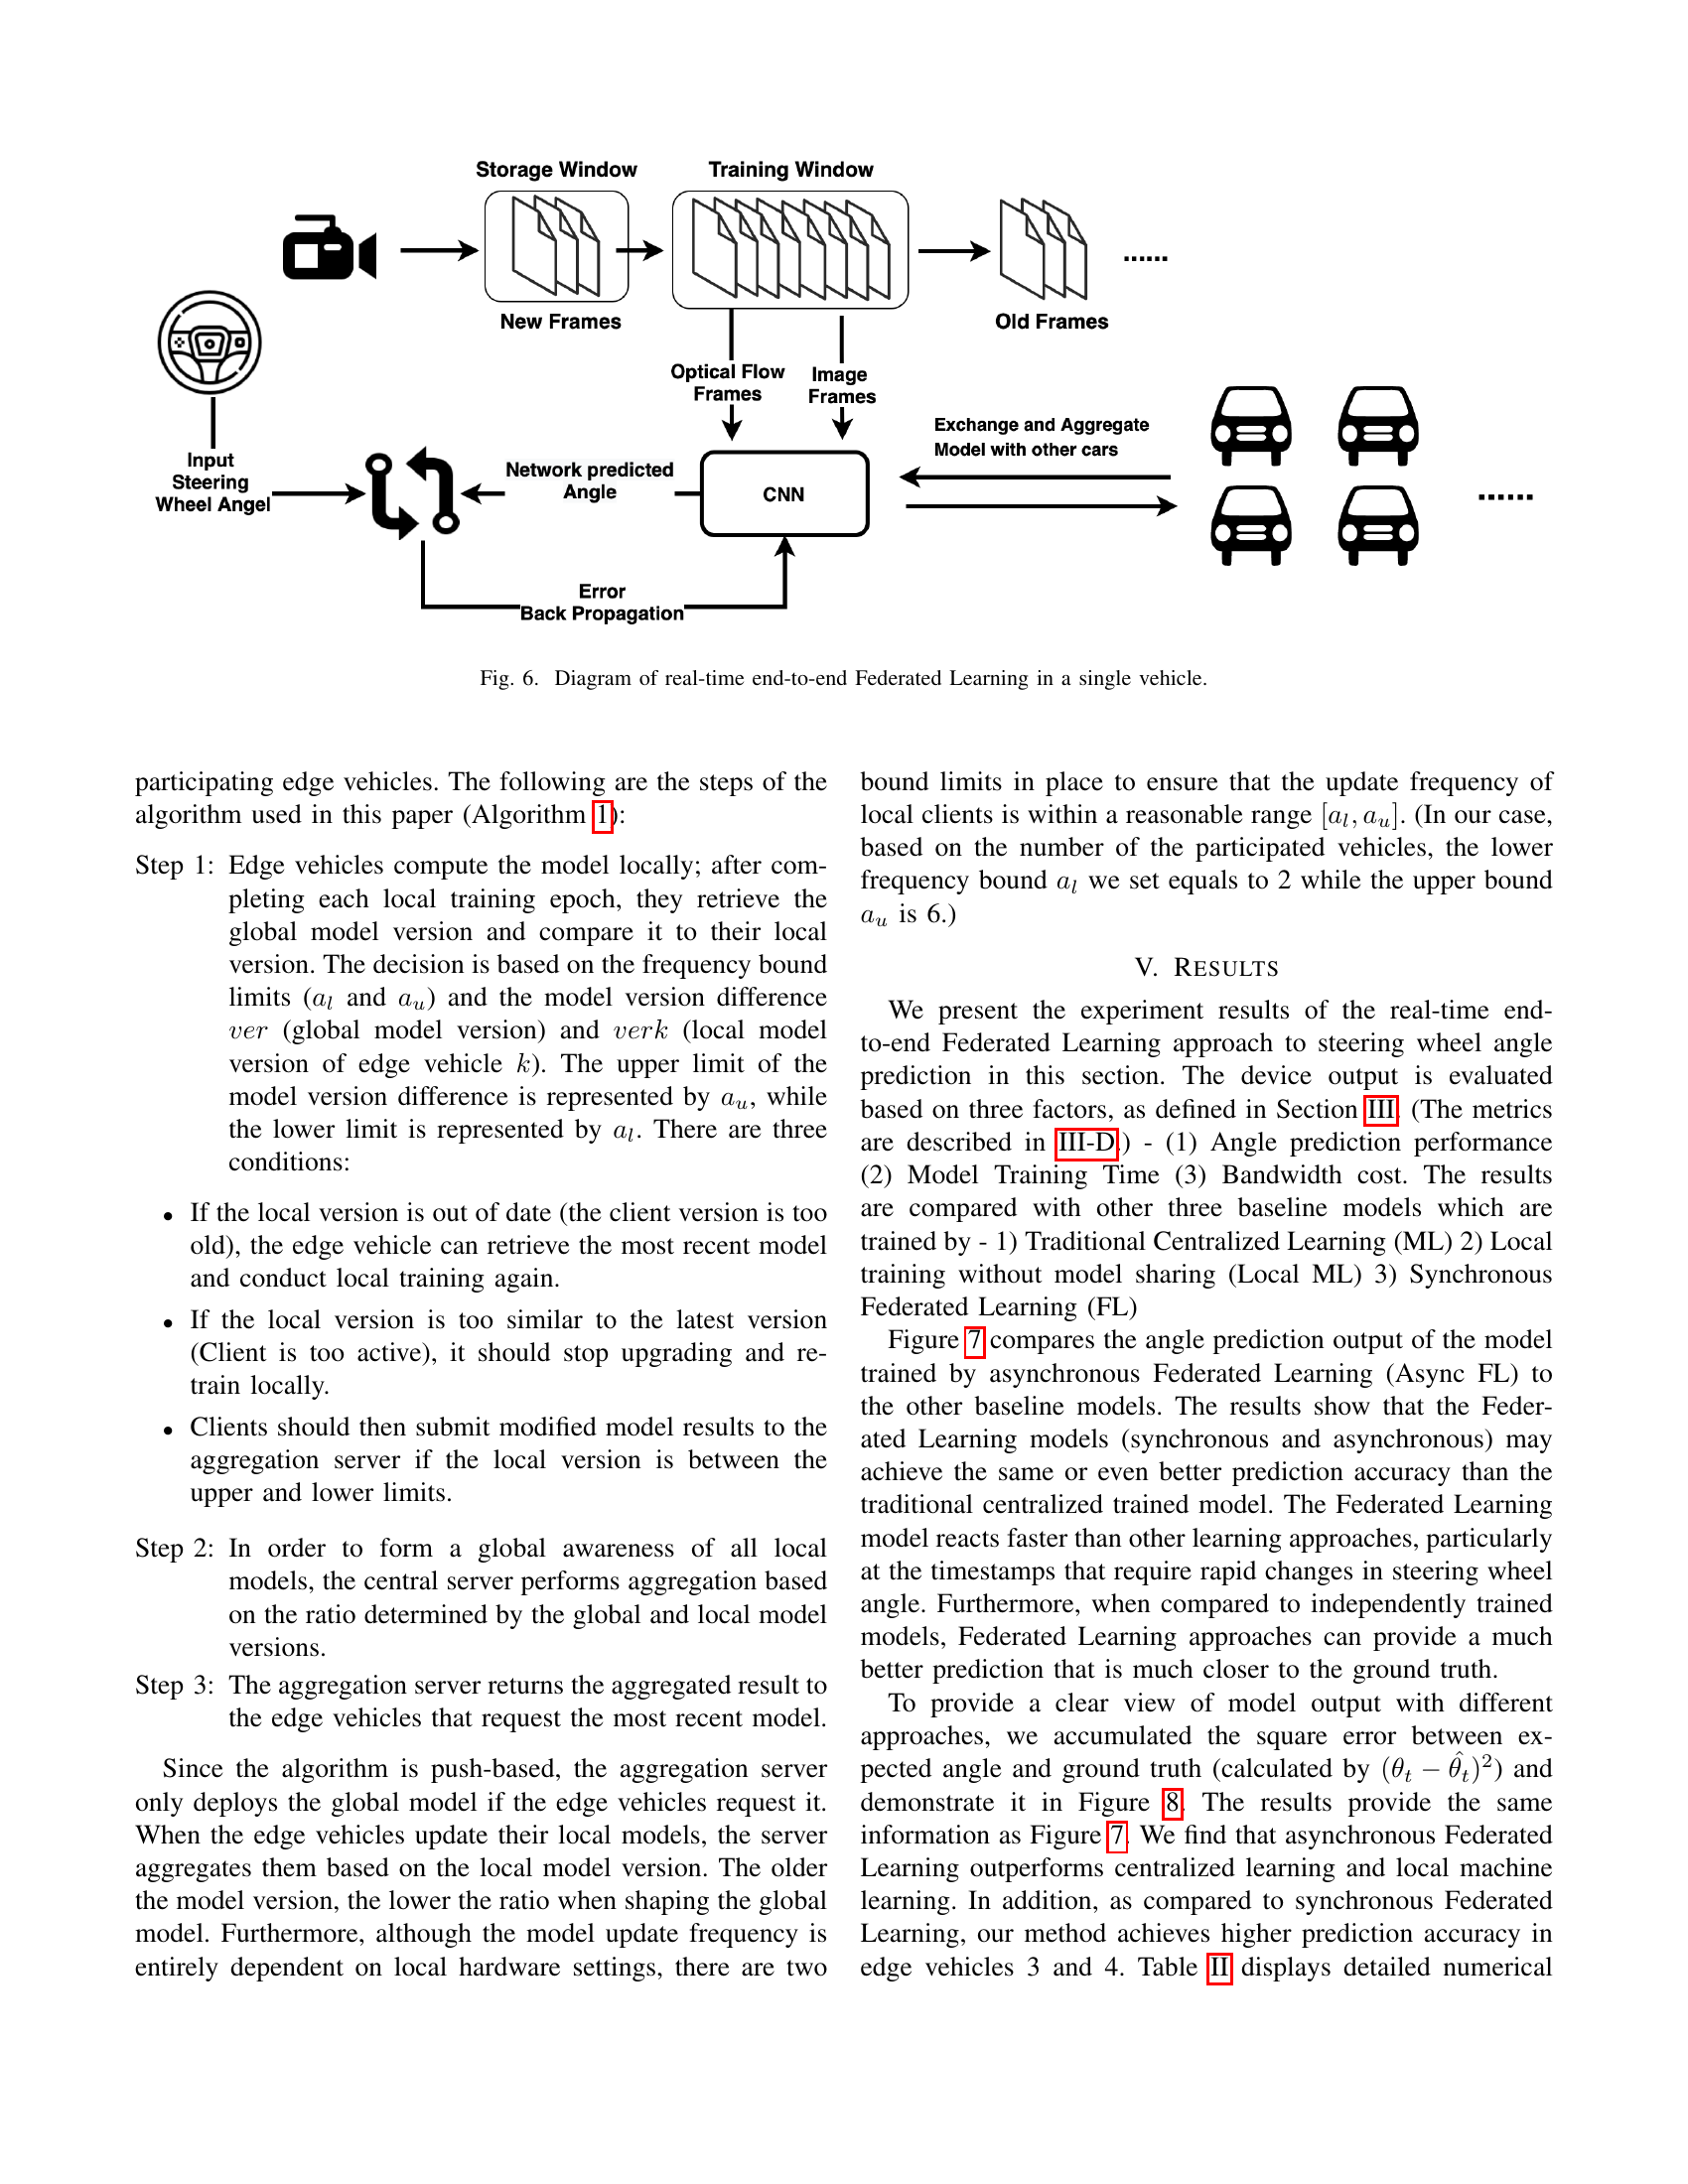 Storage Window
Training Window
New Frames
Old Frames
......
Optical Flow
Frames
Image
Frames
Exchange and Aggregate
Model with other cars
Input
Steering
Wheel Angel
Network predicted
Angle
CNN
......
Error
Back Propagation
Fig. 6. Diagram of real-time end-to-end Federated Learning in a single vehicle.
participating edge vehicles. The following are the steps of the
algorithm used in this paper (Algorithm 1):
Step 1: Edge vehicles compute the model locally; after com-
pleting each local training epoch, they retrieve the
global model version and compare it to their local
version. The decision is based on the frequency bound
limits (a_l and a_u) and the model version difference
ver (global model version) and verk (local model
version of edge vehicle k). The upper limit of the
model version difference is represented by a_u, while
the lower limit is represented by a_l. There are three
conditions:
• If the local version is out of date (the client version is too
old), the edge vehicle can retrieve the most recent model
and conduct local training again.
• If the local version is too similar to the latest version
(Client is too active), it should stop upgrading and re-
train locally.
• Clients should then submit modified model results to the
aggregation server if the local version is between the
upper and lower limits.
Step 2: In order to form a global awareness of all local
models, the central server performs aggregation based
on the ratio determined by the global and local model
versions.
Step 3: The aggregation server returns the aggregated result to
the edge vehicles that request the most recent model.
Since the algorithm is push-based, the aggregation server
only deploys the global model if the edge vehicles request it.
When the edge vehicles update their local models, the server
aggregates them based on the local model version. The older
the model version, the lower the ratio when shaping the global
model. Furthermore, although the model update frequency is
entirely dependent on local hardware settings, there are two
bound limits in place to ensure that the update frequency of
local clients is within a reasonable range [a_l, a_u]. (In our case,
based on the number of the participated vehicles, the lower
frequency bound a_l we set equals to 2 while the upper bound
a_u is 6.)
V. RESULTS
We present the experiment results of the real-time end-
to-end Federated Learning approach to steering wheel angle
prediction in this section. The device output is evaluated
based on three factors, as defined in Section III. (The metrics
are described in III-D.) - (1) Angle prediction performance
(2) Model Training Time (3) Bandwidth cost. The results
are compared with other three baseline models which are
trained by - 1) Traditional Centralized Learning (ML) 2) Local
training without model sharing (Local ML) 3) Synchronous
Federated Learning (FL)
Figure 7 compares the angle prediction output of the model
trained by asynchronous Federated Learning (Async FL) to
the other baseline models. The results show that the Feder-
ated Learning models (synchronous and asynchronous) may
achieve the same or even better prediction accuracy than the
traditional centralized trained model. The Federated Learning
model reacts faster than other learning approaches, particularly
at the timestamps that require rapid changes in steering wheel
angle. Furthermore, when compared to independently trained
models, Federated Learning approaches can provide a much
better prediction that is much closer to the ground truth.
To provide a clear view of model output with different
approaches, we accumulated the square error between ex-
pected angle and ground truth (calculated by (θ_t − θ̂_t)²) and
demonstrate it in Figure 8. The results provide the same
information as Figure 7. We find that asynchronous Federated
Learning outperforms centralized learning and local machine
learning. In addition, as compared to synchronous Federated
Learning, our method achieves higher prediction accuracy in
edge vehicles 3 and 4. Table II displays detailed numerical